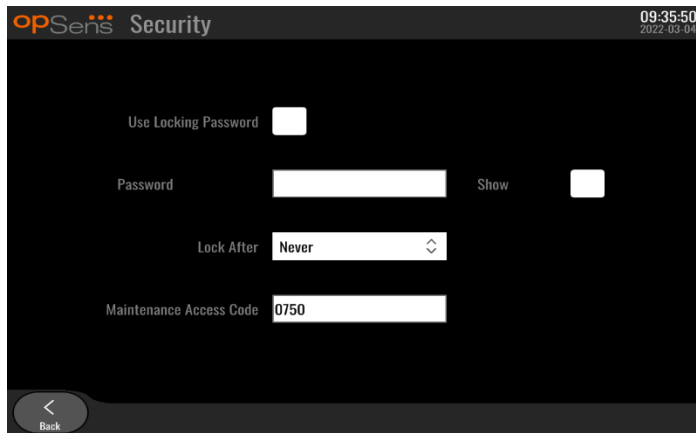 opSens Security
09:35:50
2022-03-04
Use Locking Password
Password Show
Lock After Never
Maintenance Access Code 0750
Back